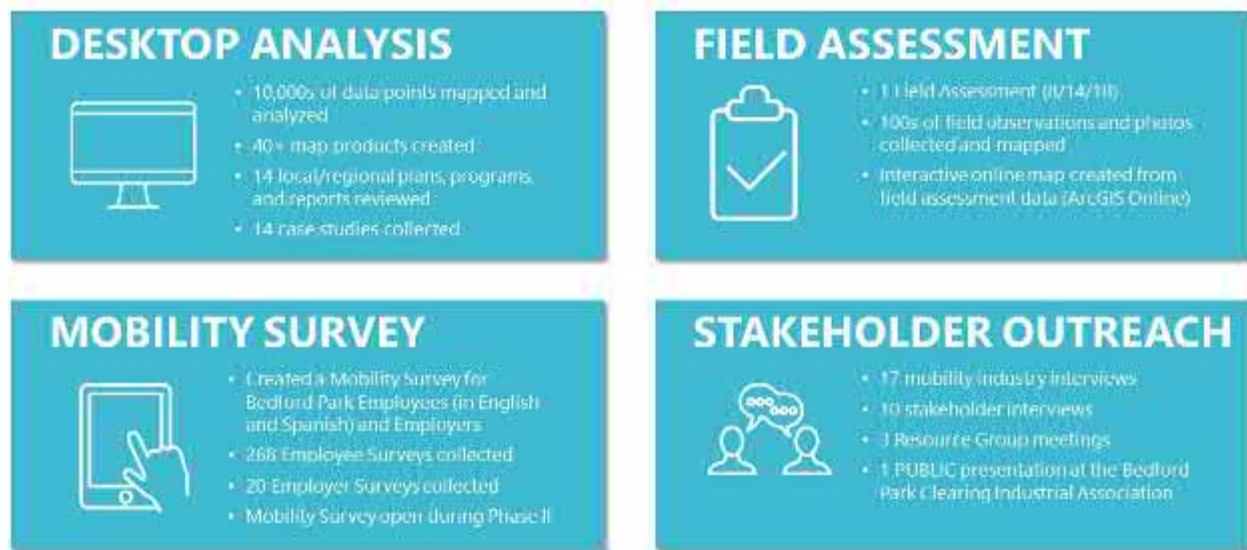 DESKTOP ANALYSIS
• 10,000s of data points mapped and
analyzed
• 40+ map products created
• 14 local/regional plans, programs,
and reports reviewed
• 14 case studies collected
FIELD ASSESSMENT
• 1 Field Assessment
• 100s of field observations and photos
collected and mapped
• Interactive online map created from
field assessment data (ArcGIS Online)
MOBILITY SURVEY
• Created a Mobility Survey for
Bedford Park Employees (in English
and Spanish) and Employers
• 268 Employee Surveys collected
• 20 Employer Surveys collected
• Mobility Survey open during Phase II
STAKEHOLDER OUTREACH
• 17 mobility industry interviews
• 10 stakeholder interviews
• 3 Resource Group meetings
• 1 PUBLIC presentation at the Bedford
Park Clearing Industrial Association